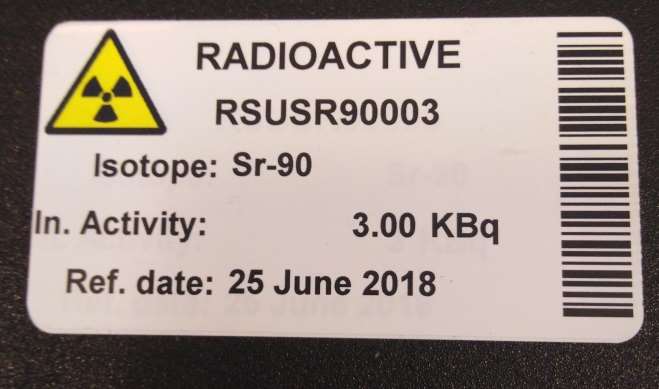 RADIOACTIVE
RSUSR90003
Isotope: Sr-90
In. Activity: 3.00 KBq
Ref. date: 25 June 2018